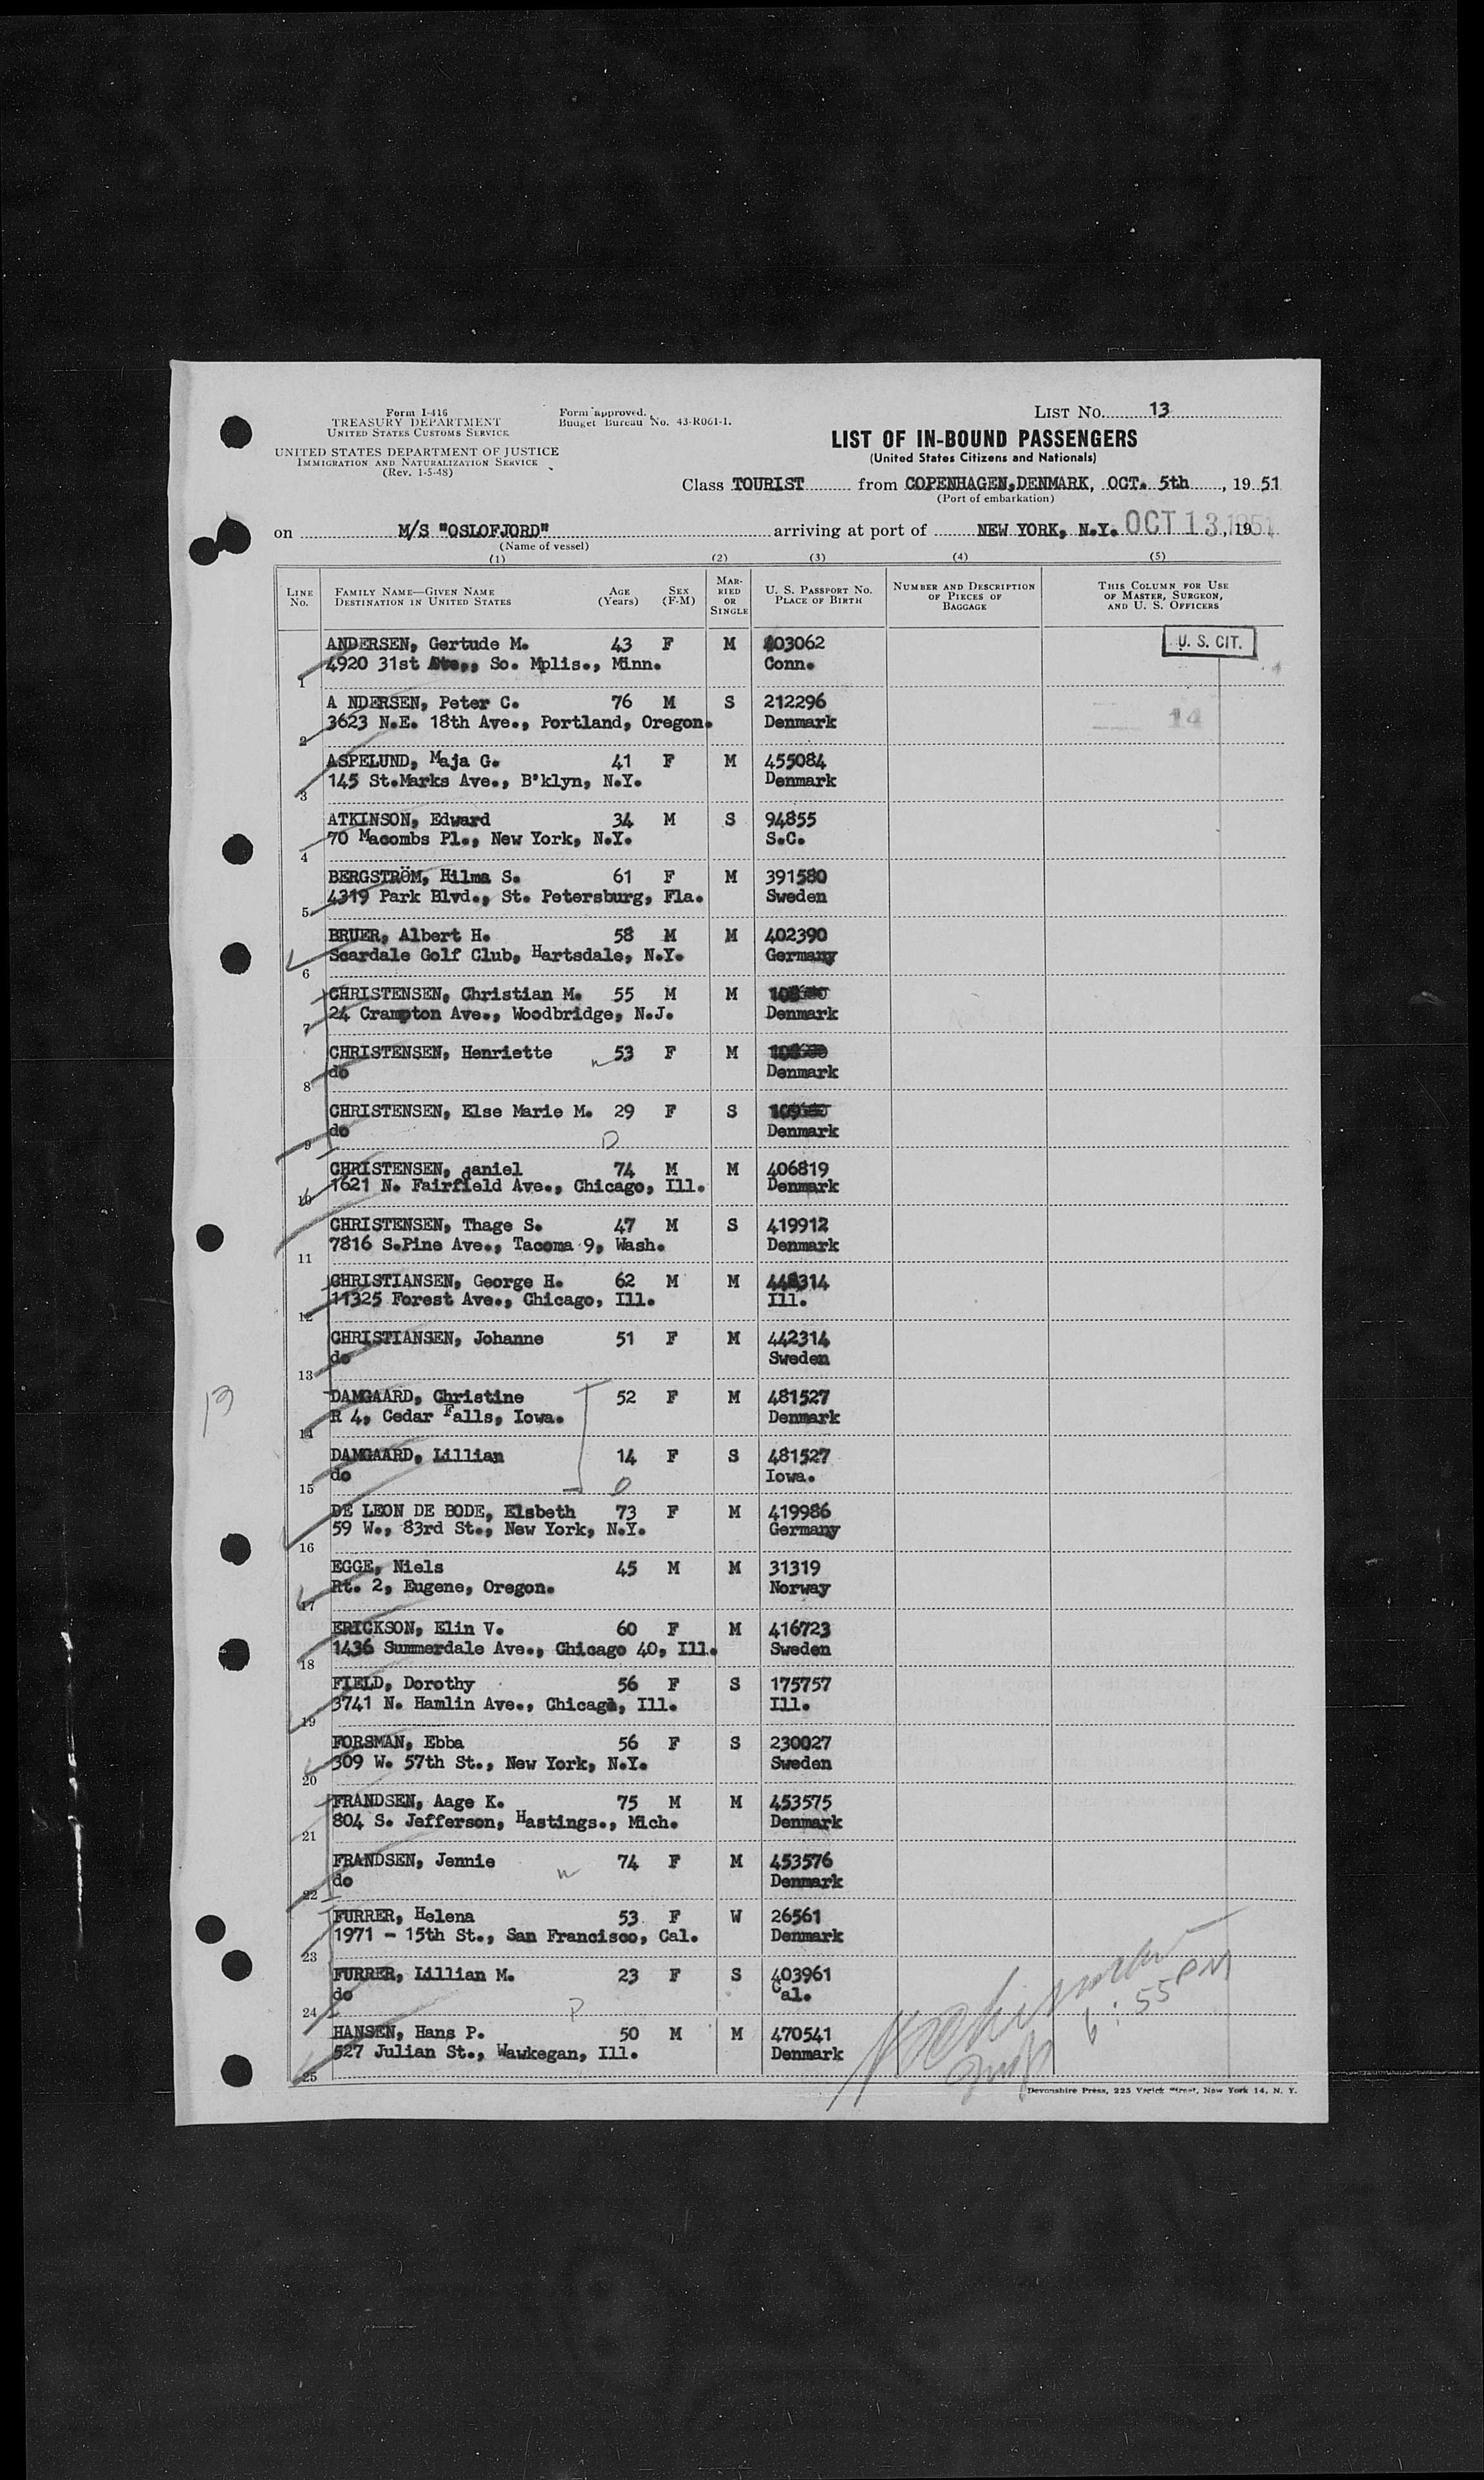 Form I-416
TREASURY DEPARTMENT
UNITED STATES CUSTOMS SERVICE
UNITED STATES DEPARTMENT OF JUSTICE
IMMIGRATION AND NATURALIZATION SERVICE
(Rev. 1-5-48)
Form approved.
Budget Bureau No. 43-R061-1.
LIST NO. 13
LIST OF IN-BOUND PASSENGERS
(United States Citizens and Nationals)
Class TOURIST from COPENHAGEN, DENMARK, OCT. 5th, 19 51
(Port of embarkation)
on M/S "OSLOFJORD" arriving at port of NEW YORK, N.Y. OCT 13 1951, 19
(Name of vessel)
(1) (2) (3) (4) (5)
LINE NO. FAMILY NAME—GIVEN NAME DESTINATION IN UNITED STATES AGE (Years) SEX (F-M) MARRIED OR SINGLE U. S. PASSPORT NO. PLACE OF BIRTH NUMBER AND DESCRIPTION OF PIECES OF BAGGAGE THIS COLUMN FOR USE OF MASTER, SURGEON, AND U. S. OFFICERS
ANDERSEN, Gertude M. 43 F M 403062 U. S. CIT.
1 4920 31st So. Mplis., Minn. Conn.
A NDERSEN, Peter C. 76 M S 212296
2 3623 N.E. 18th Ave., Portland, Oregon. Denmark 14
ASPELUND, Maja G. 41 F M 455084
3 145 St.Marks Ave., B'klyn, N.Y. Denmark
ATKINSON, Edward 34 M S 94855
4 70 Macombs Pl., New York, N.Y. S.C.
BERGSTRÖM, Hilma S. 61 F M 391580
5 4319 Park Blvd., St. Petersburg, Fla. Sweden
BRUER, Albert H. 58 M M 402390
6 Scardale Golf Club, Hartsdale, N.Y. Germany
CHRISTENSEN, Christian M. 55 M M
7 24 Crampton Ave., Woodbridge, N.J. Denmark
CHRISTENSEN, Henriette 53 F M
8 do Denmark
CHRISTENSEN, Else Marie M. 29 F S
9 do Denmark
CHRISTENSEN, daniel 74 M M 406819
10 1621 N. Fairfield Ave., Chicago, Ill. Denmark
CHRISTENSEN, Thage S. 47 M S 419912
11 7816 S.Pine Ave., Tacoma 9, Wash. Denmark
CHRISTIANSEN, George H. 62 M M 442314
12 11325 Forest Ave., Chicago, Ill. Ill.
CHRISTIANSEN, Johanne 51 F M 442314
13 do Sweden
DAMGAARD, Christine 52 F M 481527
14 R 4, Cedar Falls, Iowa. Denmark
DAMGAARD, Lillian 14 F S 481527
15 do Iowa.
DE LEON DE BODE, Elsbeth 73 F M 419986
16 59 W., 83rd St., New York, N.Y. Germany
EGGE, Niels 45 M M 31319
17 Rt. 2, Eugene, Oregon. Norway
ERICKSON, Elin V. 60 F M 416723
18 1436 Summerdale Ave., Chicago 40, Ill. Sweden
FIELD, Dorothy 56 F S 175757
19 3741 N. Hamlin Ave., Chicago, Ill. Ill.
FORSMAN, Ebba 56 F S 230027
20 309 W. 57th St., New York, N.Y. Sweden
FRANDSEN, Aage K. 75 M M 453575
21 804 S. Jefferson, Hastings., Mich. Denmark
FRANDSEN, Jennie 74 F M 453576
22 do Denmark
FURRER, Helena 53 F W 26561
23 1971 - 15th St., San Francisco, Cal. Denmark
FURRER, Lillian M. 23 F S 403961
24 do Cal.
HANSEN, Hans P. 50 M M 470541
25 527 Julian St., Wawkegan, Ill. Denmark
6:55 PM
13
Devonshire Press, 225 Varick Street, New York 14, N. Y.